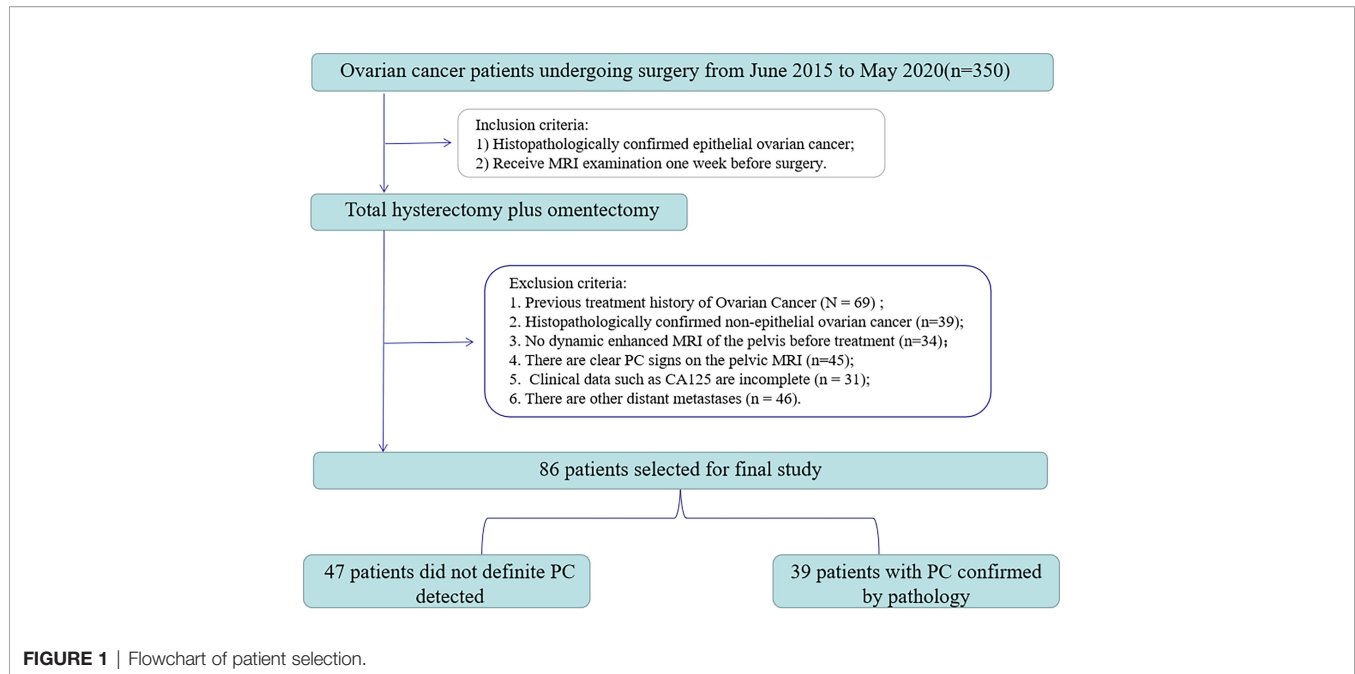 Ovarian cancer patients undergoing surgery from June 2015 to May 2020(n=350)
Inclusion criteria:
1) Histopathologically confirmed epithelial ovarian cancer;
2) Receive MRI examination one week before surgery.
Total hysterectomy plus omentectomy
Exclusion criteria:
1. Previous treatment history of Ovarian Cancer (N = 69) ;
2. Histopathologically confirmed non-epithelial ovarian cancer (n=39);
3. No dynamic enhanced MRI of the pelvis before treatment (n=34);
4. There are clear PC signs on the pelvic MRI (n=45);
5. Clinical data such as CA125 are incomplete (n = 31);
6. There are other distant metastases (n = 46).
86 patients selected for final study
47 patients did not definite PC
detected
39 patients with PC confirmed
by pathology
FIGURE 1 | Flowchart of patient selection.